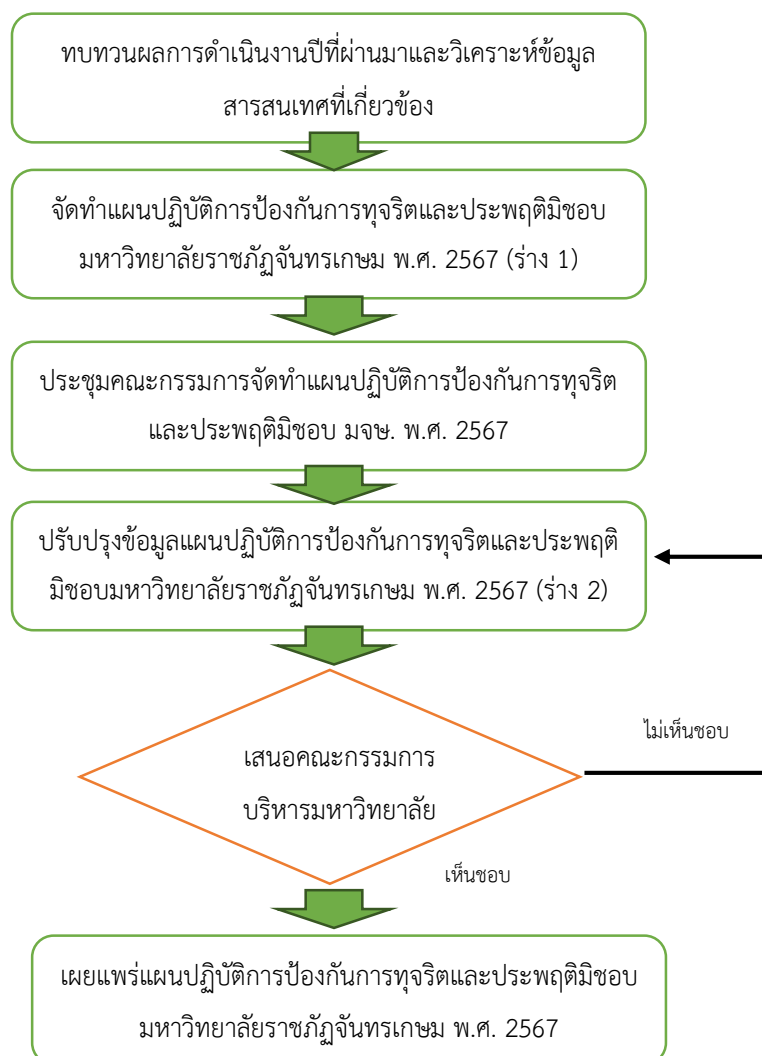 ทบทวนผลการดำเนินงานปีที่ผ่านมาและวิเคราะห์ข้อมูล
สารสนเทศที่เกี่ยวข้อง
จัดทำแผนปฏิบัติการป้องกันการทุจริตและประพฤติมิชอบ
มหาวิทยาลัยราชภัฏจันทรเกษม พ.ศ. 2567 (ร่าง 1)
ประชุมคณะกรรมการจัดทำแผนปฏิบัติการป้องกันการทุจริต
และประพฤติมิชอบ มจษ. พ.ศ. 2567
ปรับปรุงข้อมูลแผนปฏิบัติการป้องกันการทุจริตและประพฤติ
มิชอบมหาวิทยาลัยราชภัฏจันทรเกษม พ.ศ. 2567 (ร่าง 2)
ไม่เห็นชอบ
เสนอคณะกรรมการ
บริหารมหาวิทยาลัย
เห็นชอบ
เผยแพร่แผนปฏิบัติการป้องกันการทุจริตและประพฤติมิชอบ
มหาวิทยาลัยราชภัฏจันทรเกษม พ.ศ. 2567